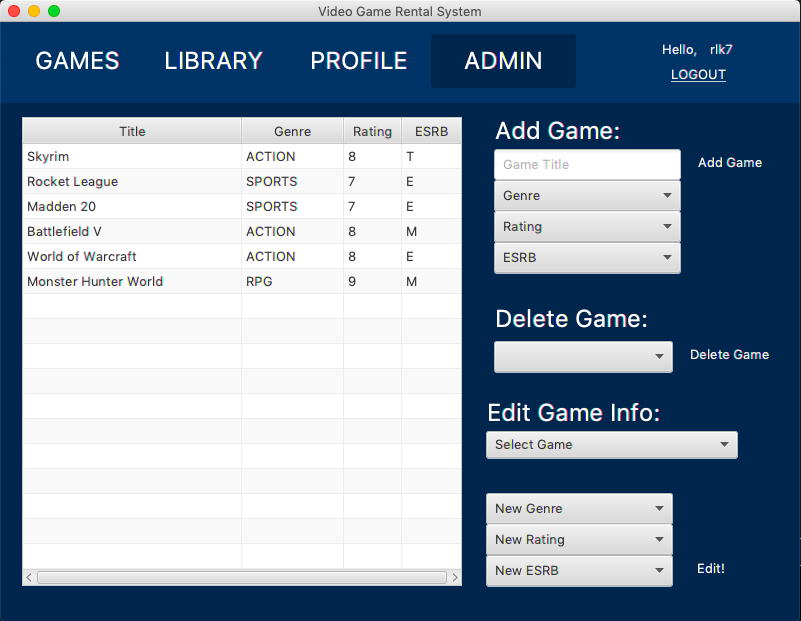 Video Game Rental System
GAMES LIBRARY PROFILE ADMIN
Hello, rlk7
LOGOUT
Title Genre Rating ESRB
Skyrim ACTION 8 T
Rocket League SPORTS 7 E
Madden 20 SPORTS 7 E
Battlefield V ACTION 8 M
World of Warcraft ACTION 8 E
Monster Hunter World RPG 9 M
Add Game:
Game Title Add Game
Genre
Rating
ESRB
Delete Game:
Delete Game
Edit Game Info:
Select Game
New Genre
New Rating
New ESRB Edit!